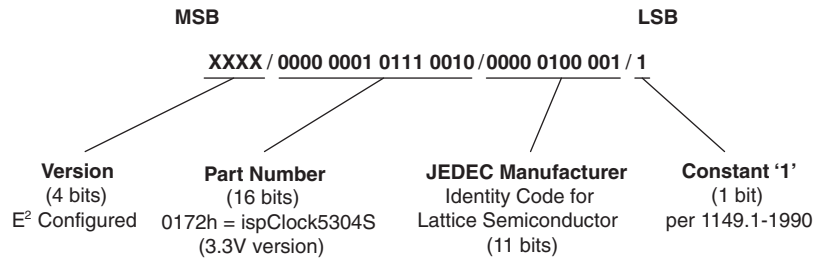 MSB LSB
XXXX / 0000 0001 0111 0010 / 0000 0100 001 / 1
Version
(4 bits)
E² Configured
Part Number
(16 bits)
0172h = ispClock5304S
(3.3V version)
JEDEC Manufacturer
Identity Code for
Lattice Semiconductor
(11 bits)
Constant ‘1’
(1 bit)
per 1149.1-1990